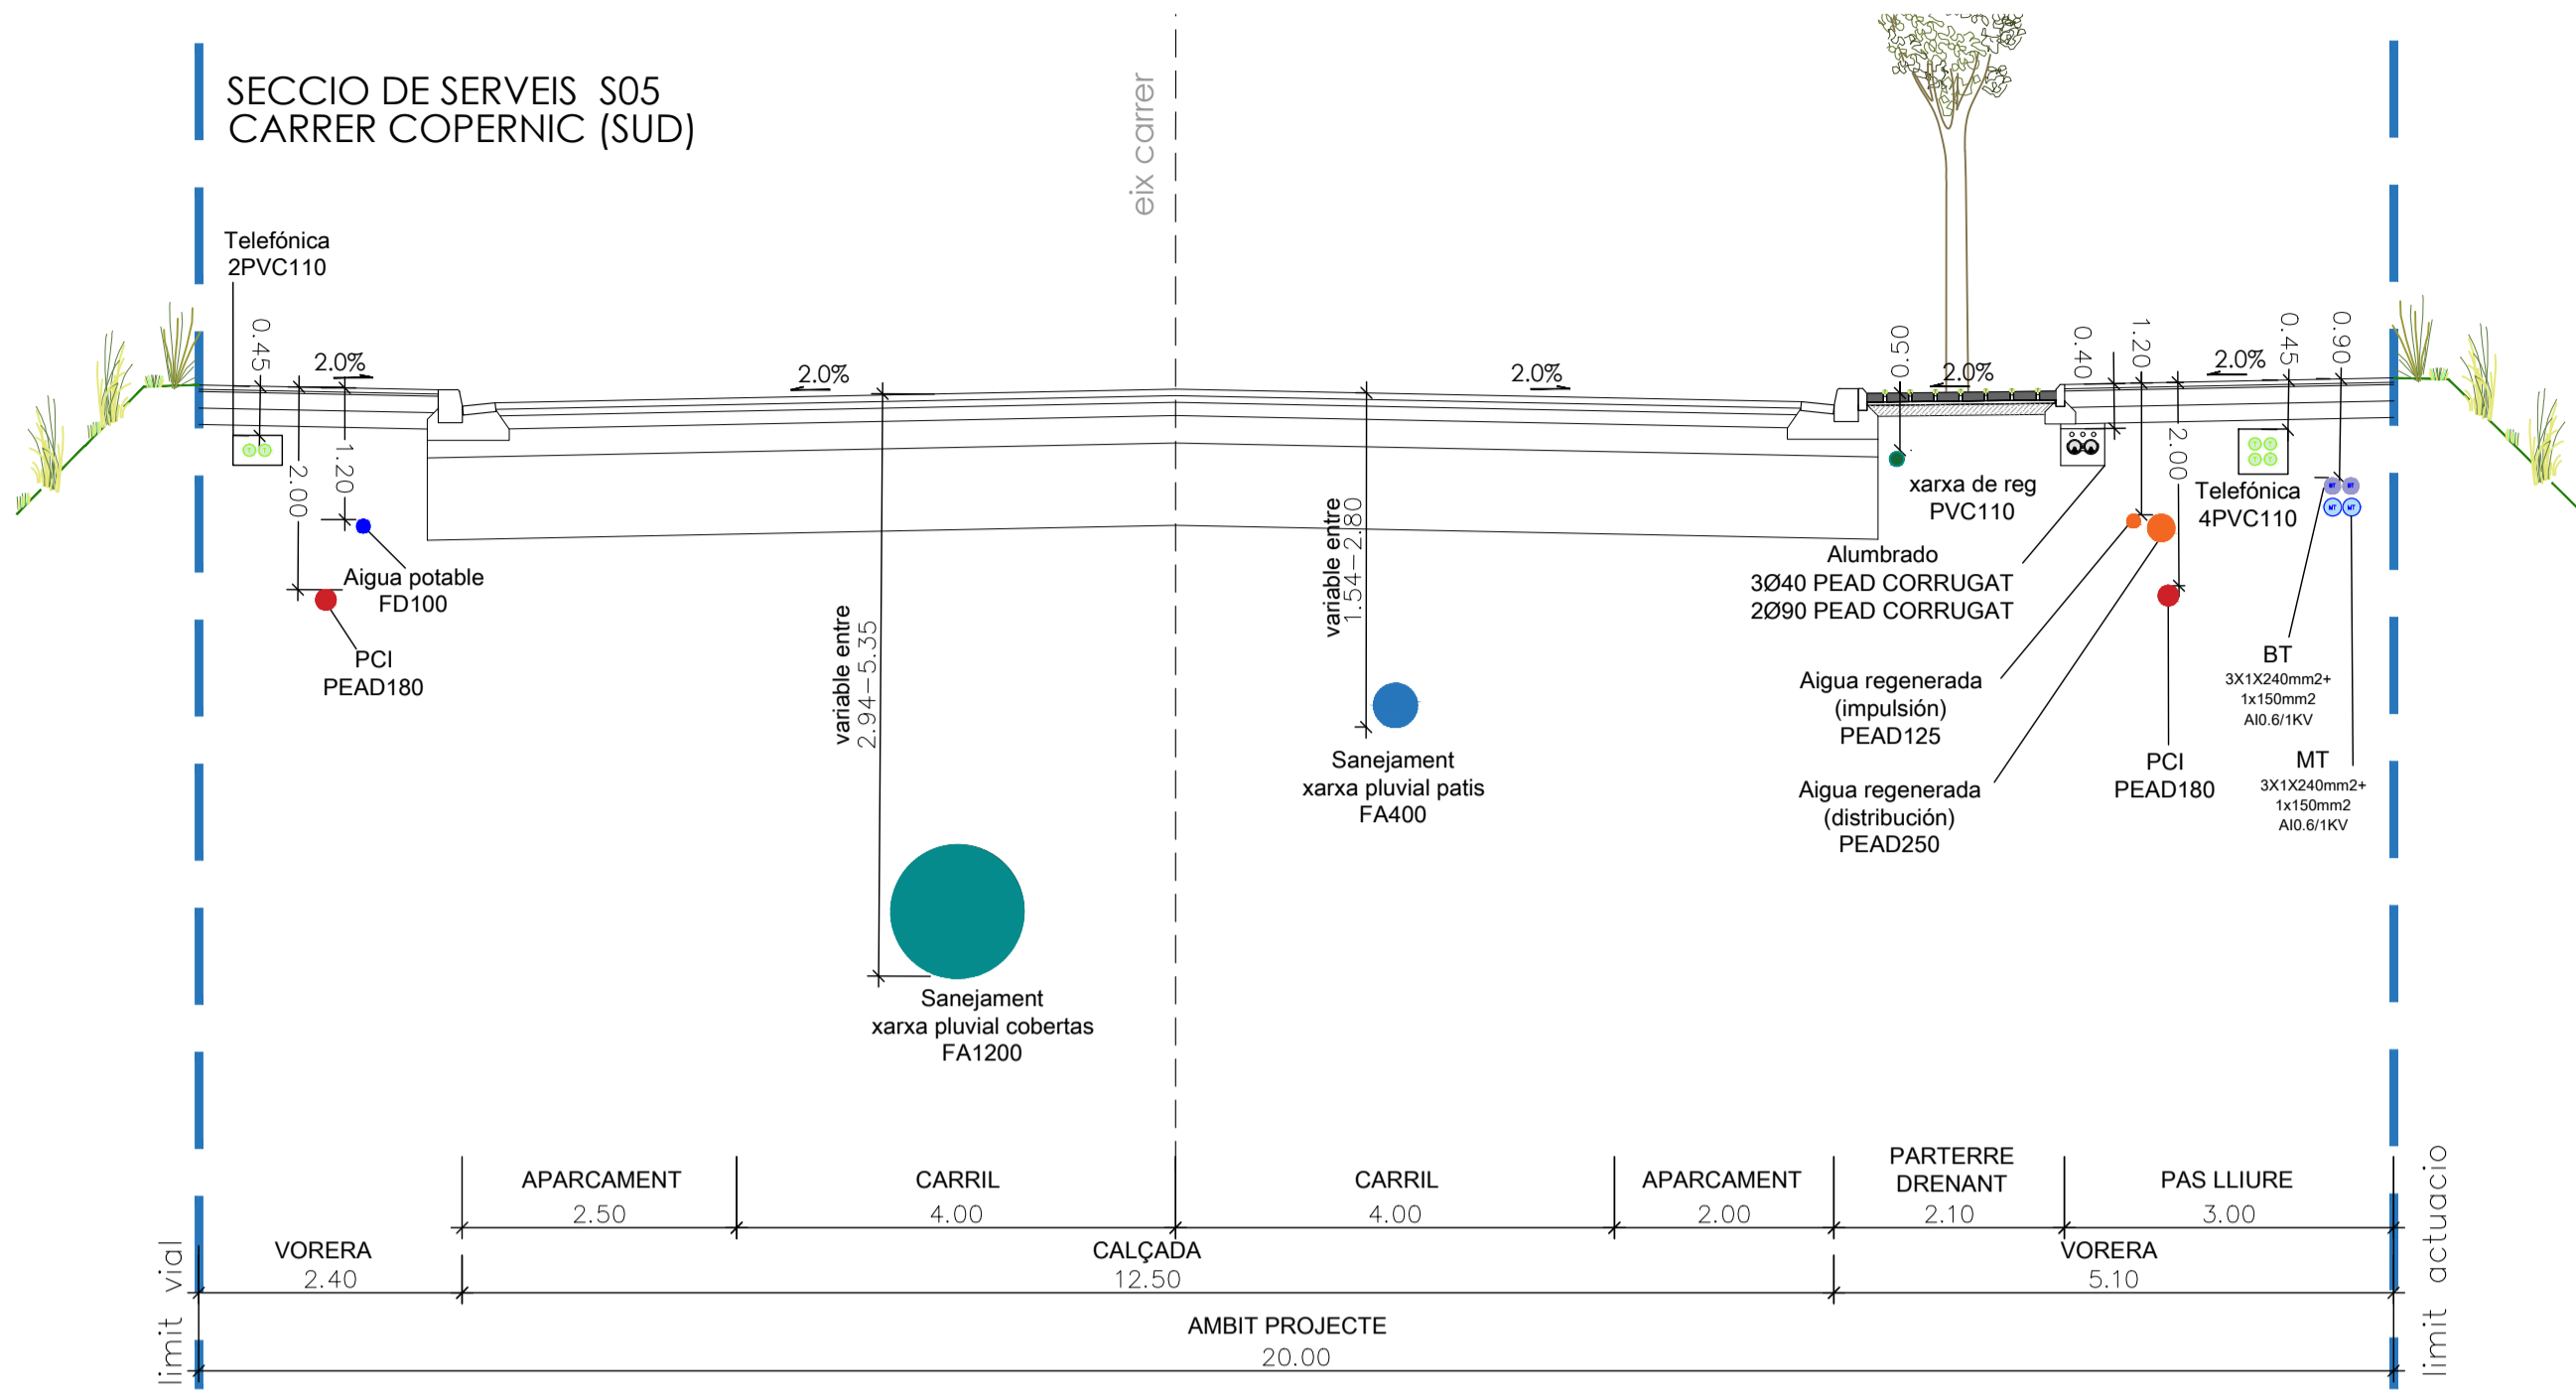 SECCIO DE SERVEIS S05
CARRER COPERNIC (SUD)
eix carrer
Telefónica
2PVC110
0.45
2.0%
2.00
1.20
Aigua potable
FD100
PCI
PEAD180
2.0%
variable entre
2.94-5.35
Sanejament
xarxa pluvial cobertas
FA1200
2.0%
variable entre
1.54-2.80
Sanejament
xarxa pluvial patis
FA400
0.50
2.0%
xarxa de reg
PVC110
0.40
Alumbrado
3Ø40 PEAD CORRUGAT
2Ø90 PEAD CORRUGAT
1.20
Aigua regenerada
(impulsión)
PEAD125
Aigua regenerada
(distribución)
PEAD250
2.00
PCI
PEAD180
2.0%
0.45
Telefónica
4PVC110
0.90
BT
3X1X240mm2+
1x150mm2
Al0.6/1KV
MT
3X1X240mm2+
1x150mm2
Al0.6/1KV
APARCAMENT
2.50
CARRIL
4.00
CARRIL
4.00
APARCAMENT
2.00
PARTERRE
DRENANT
2.10
PAS LLIURE
3.00
VORERA
2.40
CALÇADA
12.50
VORERA
5.10
AMBIT PROJECTE
20.00
limit vial
limit actuacio